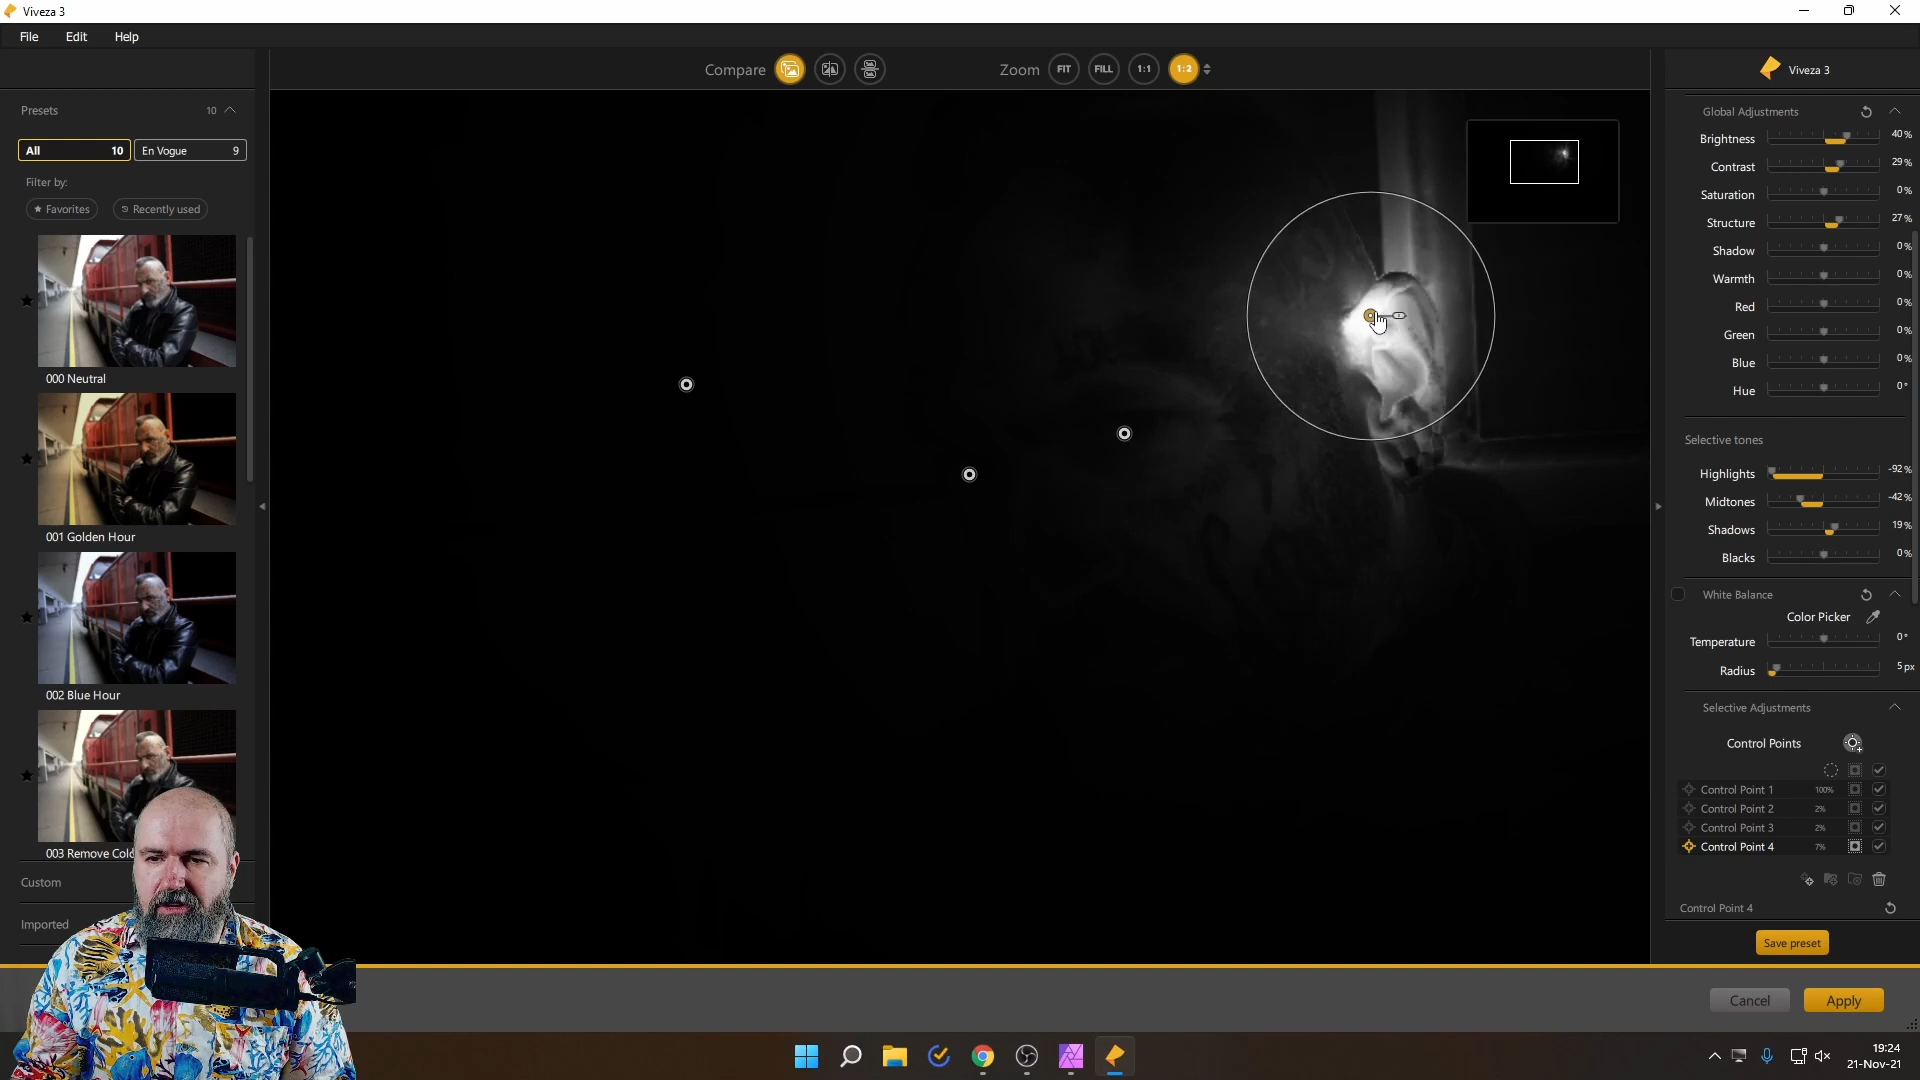 Viveza 3
File Edit Help
Compare
Zoom FIT FILL 1:1 1:2
Viveza 3
Presets 10
All 10 En Vogue 9
Filter by:
★ Favorites Recently used
000 Neutral
001 Golden Hour
002 Blue Hour
003 Remove Col
Custom
Imported
Global Adjustments
Brightness 40%
Contrast 29%
Saturation 0%
Structure 27%
Shadow 0%
Warmth 0%
Red 0%
Green 0%
Blue 0%
Hue 0°
Selective tones
Highlights -92%
Midtones -42%
Shadows 19%
Blacks 0%
White Balance
Color Picker
Temperature 0°
Radius 5 px
Selective Adjustments
Control Points
Control Point 1 100%
Control Point 2 2%
Control Point 3 2%
Control Point 4 7%
Control Point 4
Save preset
Cancel Apply
19:24
21-Nov-21